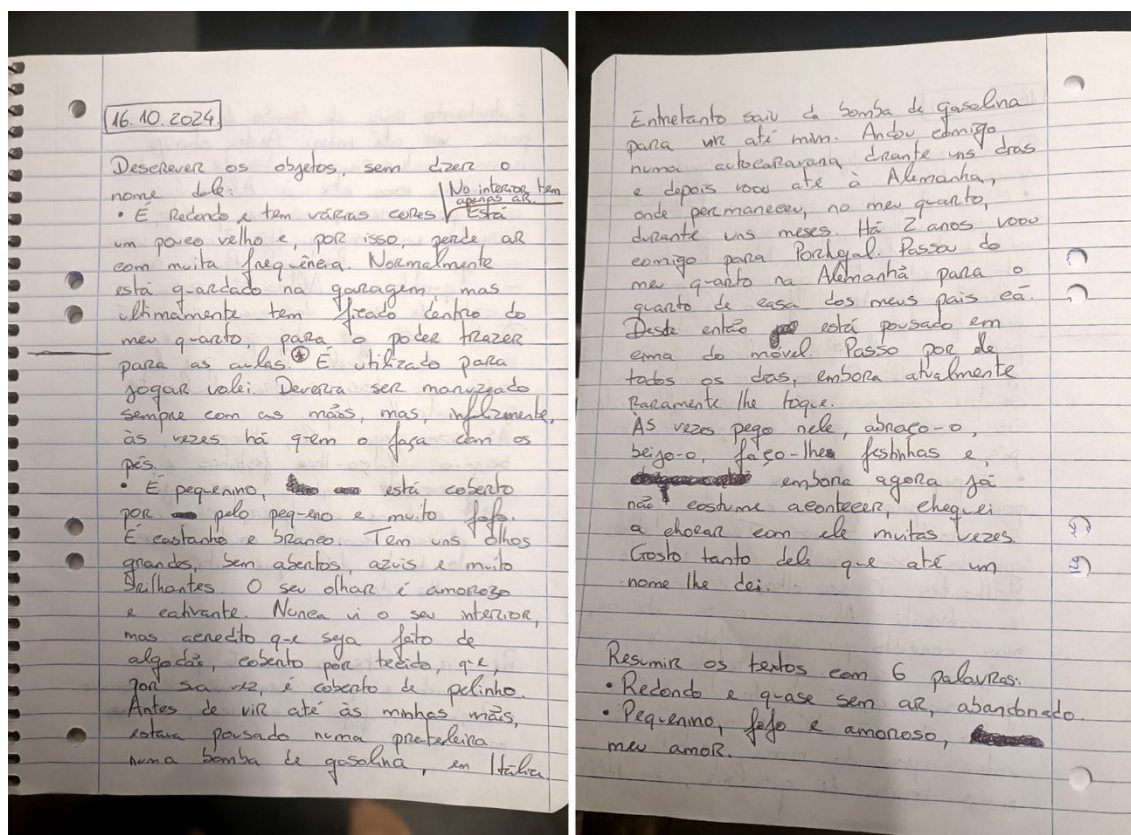 16.10.2024
Descrever os objetos, sem dizer o
nome dele:
• É Redondo e tem várias cores
No interior tem
apenas ar.
Está
um pouco velho e, por isso, perde ar
com muita frequência. Normalmente
está guardado na garagem mas
ultimamente tem ficado dentro do
meu quarto, para o poder trazer
para as aulas. * É utilizado para
jogar volei. Deveria ser manuzeado
sempre com as mãos, mas, infelizmente,
às vezes há quem o faça com os
pés.
• É pequenino, está coberto
por pelo pequeno e muito fofo.
É castanho e branco. Tem uns olhos
grandes, bem abertos, azuis e muito
brilhantes. O seu olhar é amorozo
e cativante. Nunca vi o seu interior,
mas acredito que seja feito de
algodão, coberto por tecido, que,
por sua vez, é coberto de pelinho.
Antes de vir até às minhas mãos,
estava pousado numa prateleira
numa bomba de gasolina, em Itália.
Entretanto saiu da bomba de gasolina
para vir até mim. Andou comigo
numa autocaravana durante uns dias
e depois voou até à Alemanha,
onde permaneceu, no meu quarto,
durante uns meses. Há 2 anos voou
comigo para Portugal. Passou do
meu quarto na Alemanha para o
quarto de casa dos meus pais cá.
Desde então está pousado em
cima do móvel. Passo por ele
todos os dias, embora atualmente
raramente lhe toque.
Às vezes pego nele, abraço-o,
beijo-o, faço-lhe festinhas e,
embora agora já
não costume acontecer, cheguei
a chorar com ele muitas vezes.
Gosto tanto dele que até um
nome lhe dei.
Resumir os textos com 6 palavras:
• Redondo e quase sem ar, abandonado.
• Pequenino, fofo e amoroso,
meu amor.